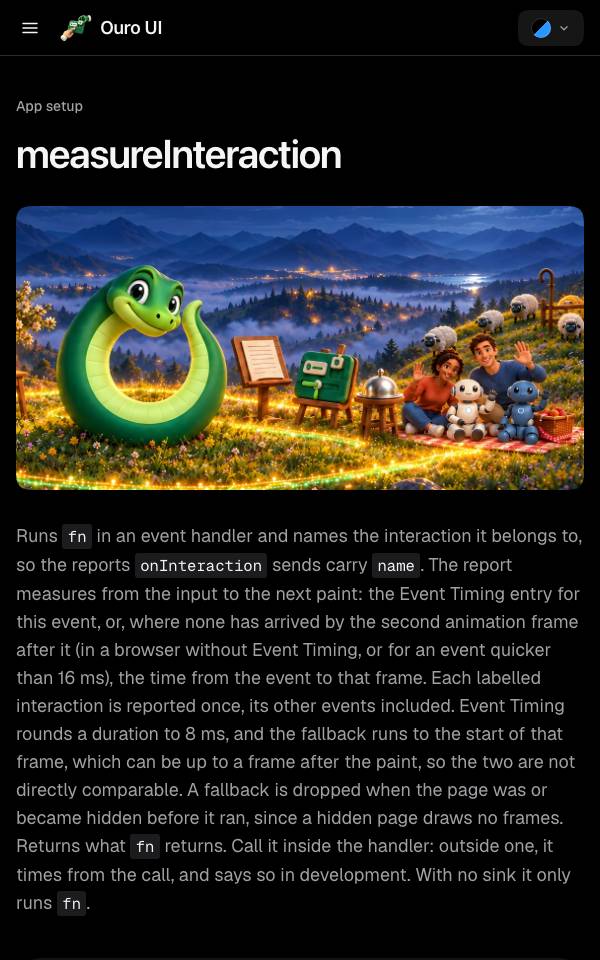 Ouro UI
App setup
measureInteraction
Runs fn in an event handler and names the interaction it belongs to,
so the reports onInteraction sends carry name. The report
measures from the input to the next paint: the Event Timing entry for
this event, or, where none has arrived by the second animation frame
after it (in a browser without Event Timing, or for an event quicker
than 16 ms), the time from the event to that frame. Each labelled
interaction is reported once, its other events included. Event Timing
rounds a duration to 8 ms, and the fallback runs to the start of that
frame, which can be up to a frame after the paint, so the two are not
directly comparable. A fallback is dropped when the page was or
became hidden before it ran, since a hidden page draws no frames.
Returns what fn returns. Call it inside the handler: outside one, it
times from the call, and says so in development. With no sink it only
runs fn.